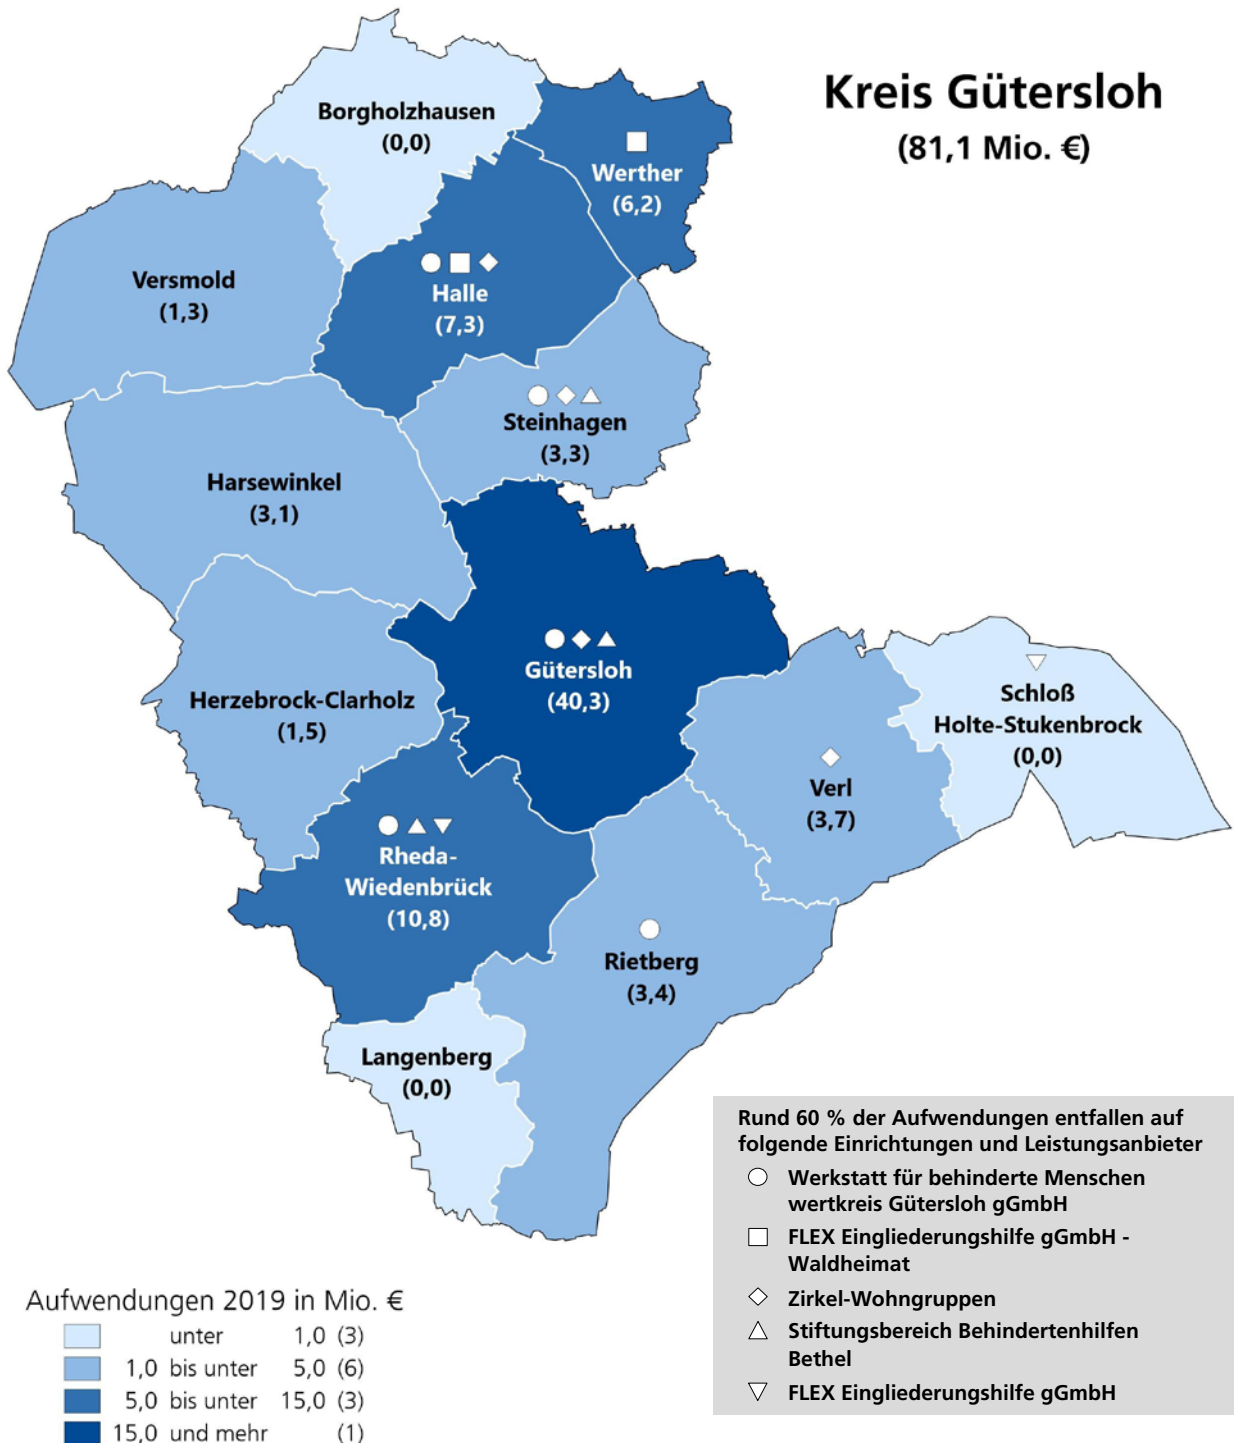 Kreis Gütersloh
(81,1 Mio. €)
Borgholzhausen
(0,0)
Werther
(6,2)
Versmold
(1,3)
Halle
(7,3)
Steinhagen
(3,3)
Harsewinkel
(3,1)
Gütersloh
(40,3)
Herzebrock-Clarholz
(1,5)
Schloß
Holte-Stukenbrock
(0,0)
Verl
(3,7)
Rheda-
Wiedenbrück
(10,8)
Rietberg
(3,4)
Langenberg
(0,0)
Rund 60 % der Aufwendungen entfallen auf
folgende Einrichtungen und Leistungsanbieter
Werkstatt für behinderte Menschen
wertkreis Gütersloh gGmbH
FLEX Eingliederungshilfe gGmbH -
Waldheimat
Zirkel-Wohngruppen
Stiftungsbereich Behindertenhilfen
Bethel
FLEX Eingliederungshilfe gGmbH
Aufwendungen 2019 in Mio. €
unter 1,0 (3)
1,0 bis unter 5,0 (6)
5,0 bis unter 15,0 (3)
15,0 und mehr (1)